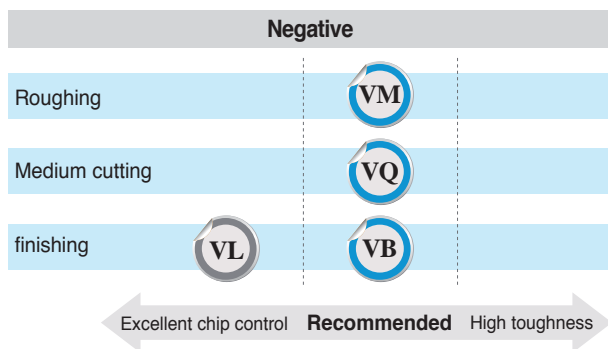 Negative
Roughing
VM
Medium cutting
VQ
finishing
VL
VB
Excellent chip control
Recommended
High toughness